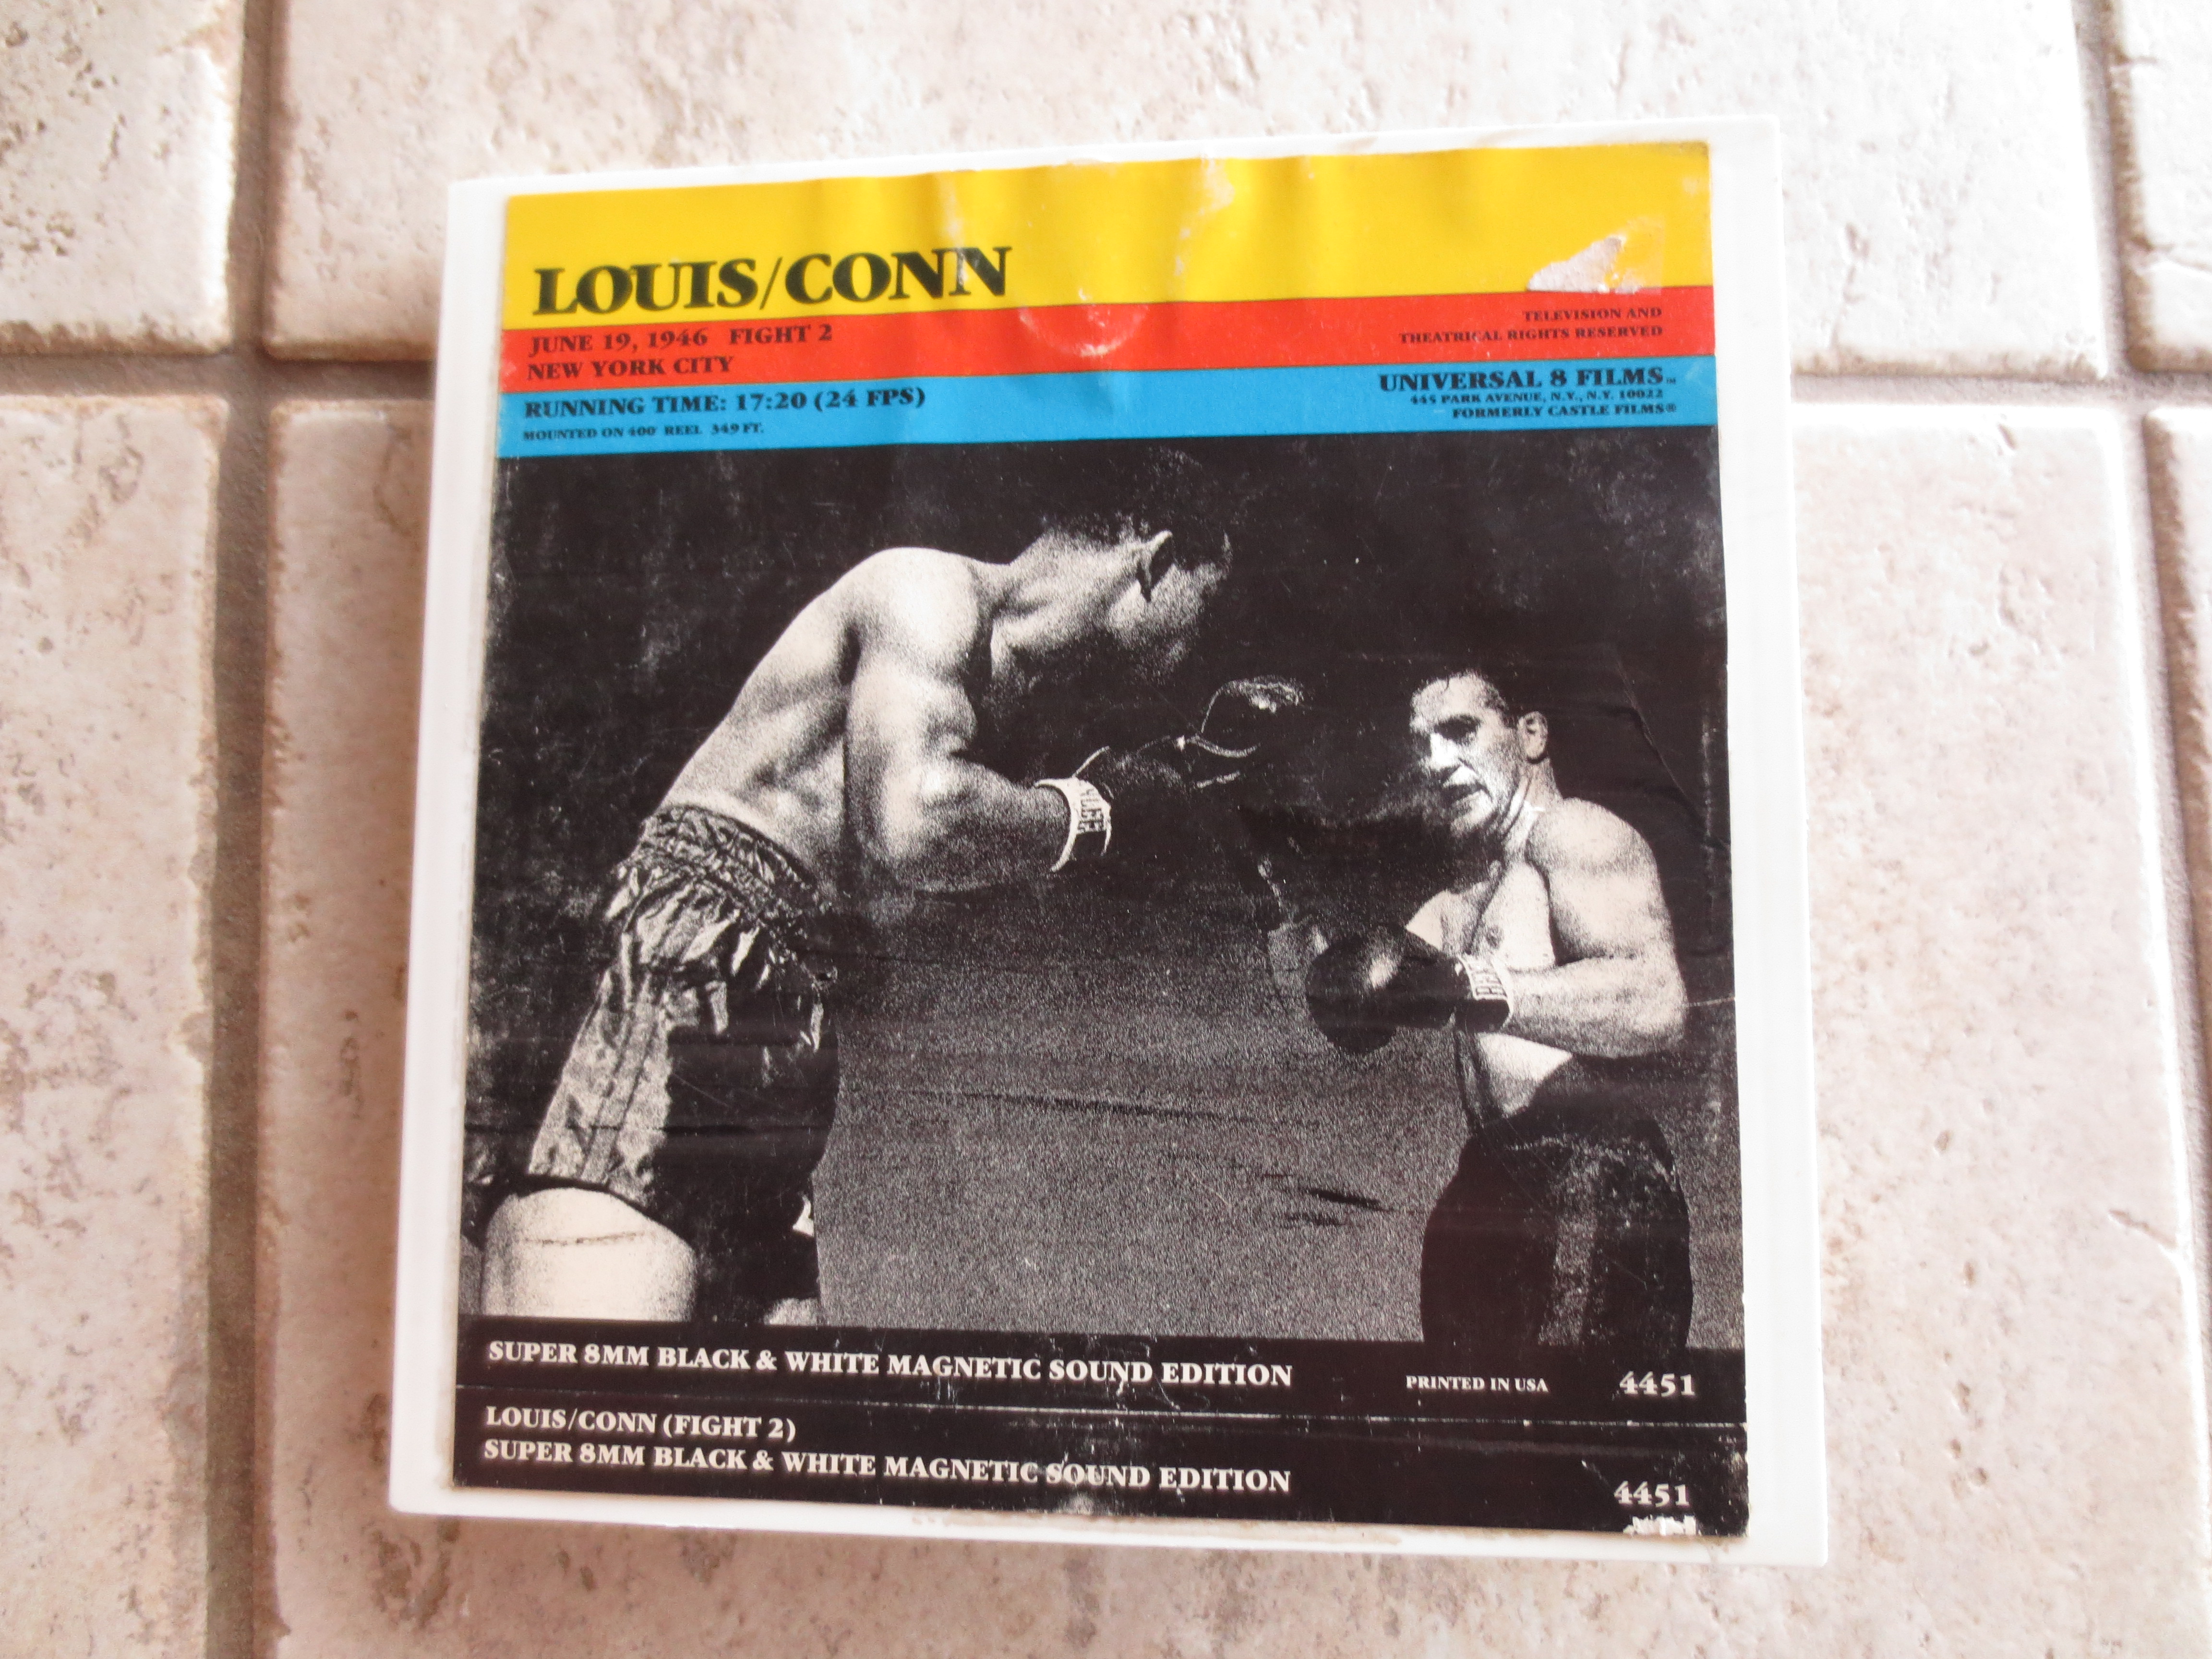 LOUIS/CONN
JUNE 19, 1946 FIGHT 2
NEW YORK CITY
TELEVISION AND
THEATRICAL RIGHTS RESERVED
RUNNING TIME: 17:20 (24 FPS)
MOUNTED ON 400' REEL 349 FT.
UNIVERSAL 8 FILMS™
445 PARK AVENUE, N.Y., N.Y. 10022
FORMERLY CASTLE FILMS®
SUPER 8MM BLACK & WHITE MAGNETIC SOUND EDITION
PRINTED IN USA 4451
LOUIS/CONN (FIGHT 2)
SUPER 8MM BLACK & WHITE MAGNETIC SOUND EDITION
4451